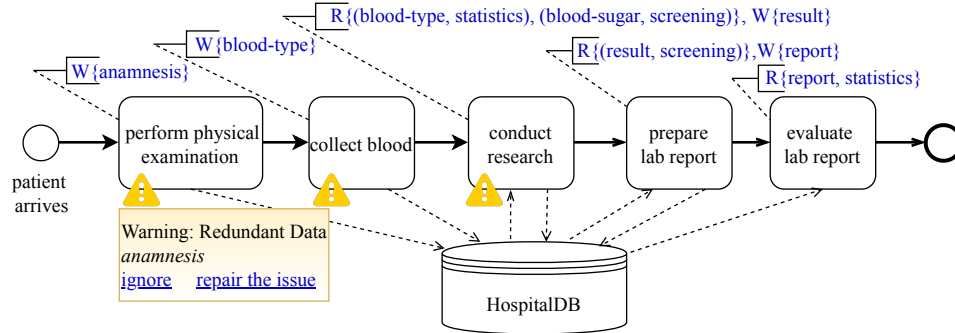 R{(blood-type, statistics), (blood-sugar, screening)}, W{result}
W{blood-type}
R{(result, screening)},W{report}
W{anamnesis}
R{report, statistics}
perform physical
examination
collect blood
conduct
research
prepare
lab report
evaluate
lab report
patient
arrives
Warning: Redundant Data
anamnesis
ignore repair the issue
HospitalDB